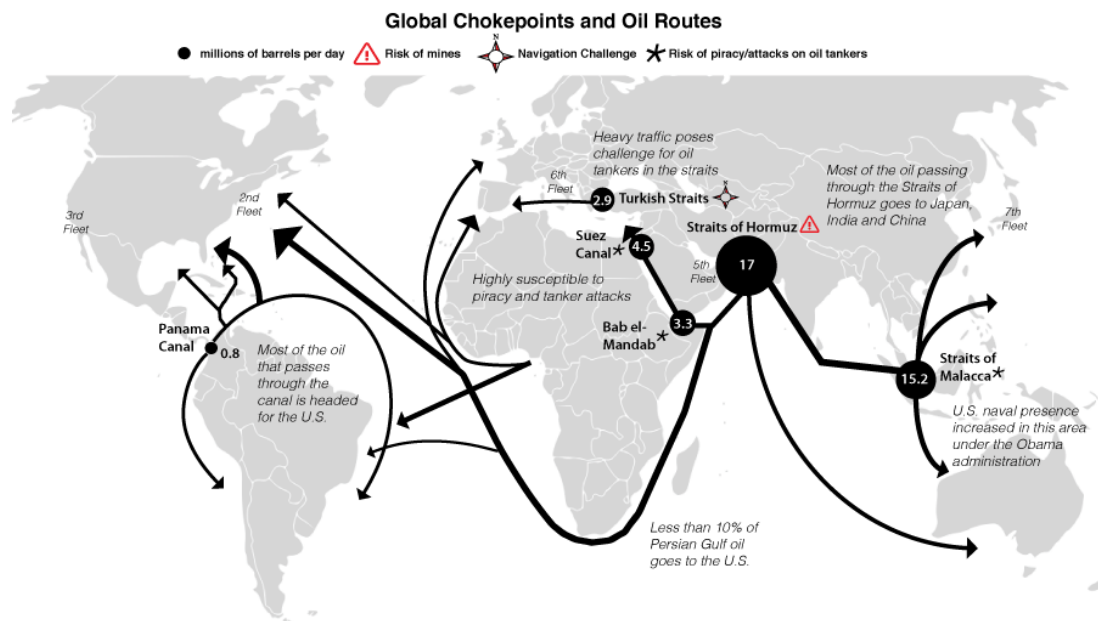 Global Chokepoints and Oil Routes
millions of barrels per day
Risk of mines
N
Navigation Challenge
Risk of piracy/attacks on oil tankers
Heavy traffic poses
challenge for oil
tankers in the straits
6th
Fleet
2.9
Turkish Straits
N
Most of the oil passing
through the Straits of
Hormuz goes to Japan,
India and China
2nd
Fleet
3rd
Fleet
7th
Fleet
Straits of Hormuz
17
5th
Fleet
Suez
Canal
4.5
Highly susceptible to
piracy and tanker attacks
Bab el-
Mandab
3.3
Panama
Canal
0.8
Most of the oil
that passes
through the
canal is headed
for the U.S.
Straits of
Malacca
15.2
U.S. naval presence
increased in this area
under the Obama
administration
Less than 10% of
Persian Gulf oil
goes to the U.S.